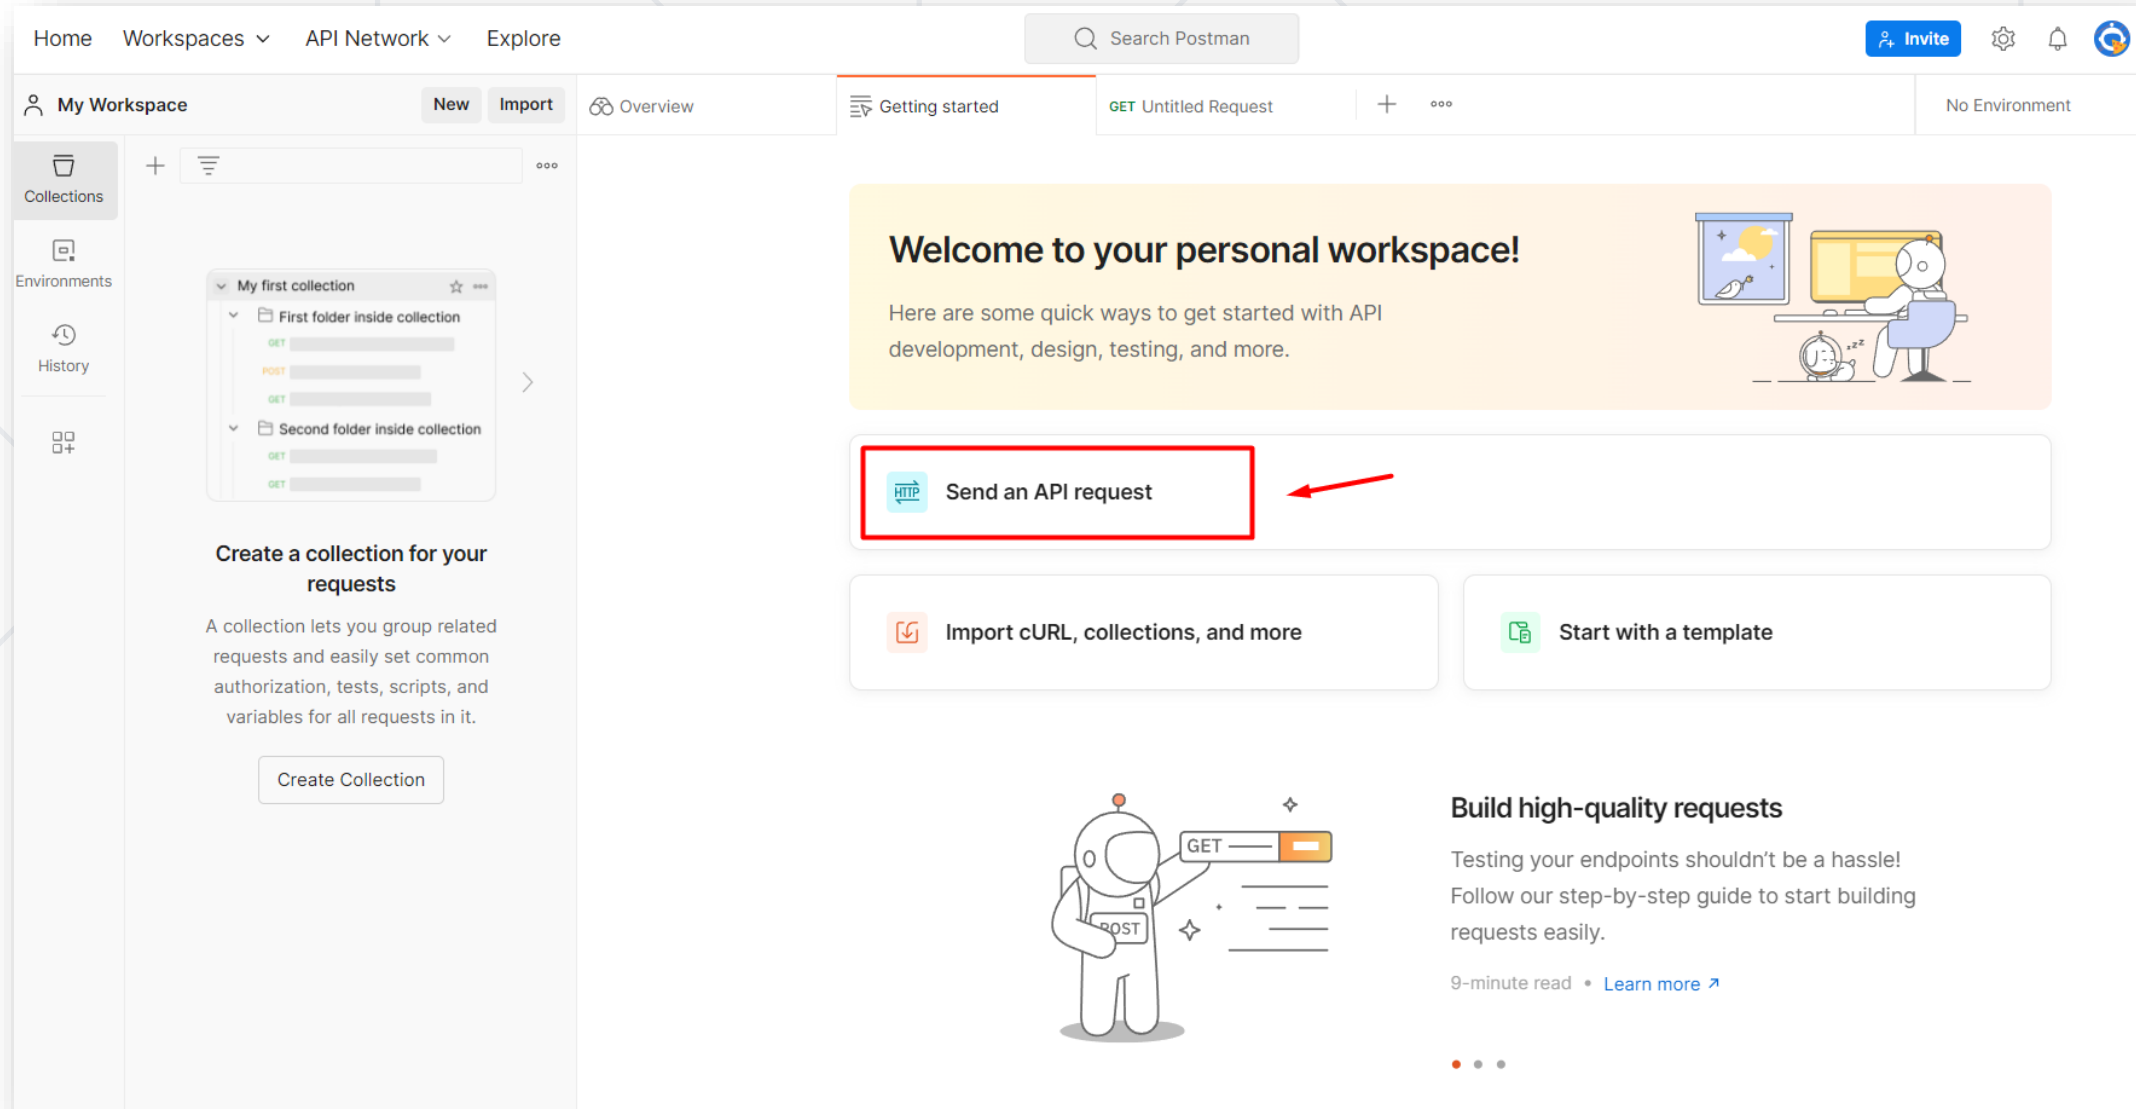 Home Workspaces API Network Explore
Search Postman
Invite
My Workspace
New Import
Overview
Getting started
GET Untitled Request
No Environment
Collections
Environments
History
My first collection
First folder inside collection
GET
POST
GET
Second folder inside collection
GET
GET
Create a collection for your
requests
A collection lets you group related
requests and easily set common
authorization, tests, scripts, and
variables for all requests in it.
Create Collection
Welcome to your personal workspace!
Here are some quick ways to get started with API
development, design, testing, and more.
zzz
HTTP
Send an API request
Import cURL, collections, and more
Start with a template
GET
POST
Build high-quality requests
Testing your endpoints shouldn't be a hassle!
Follow our step-by-step guide to start building
requests easily.
9-minute read • Learn more